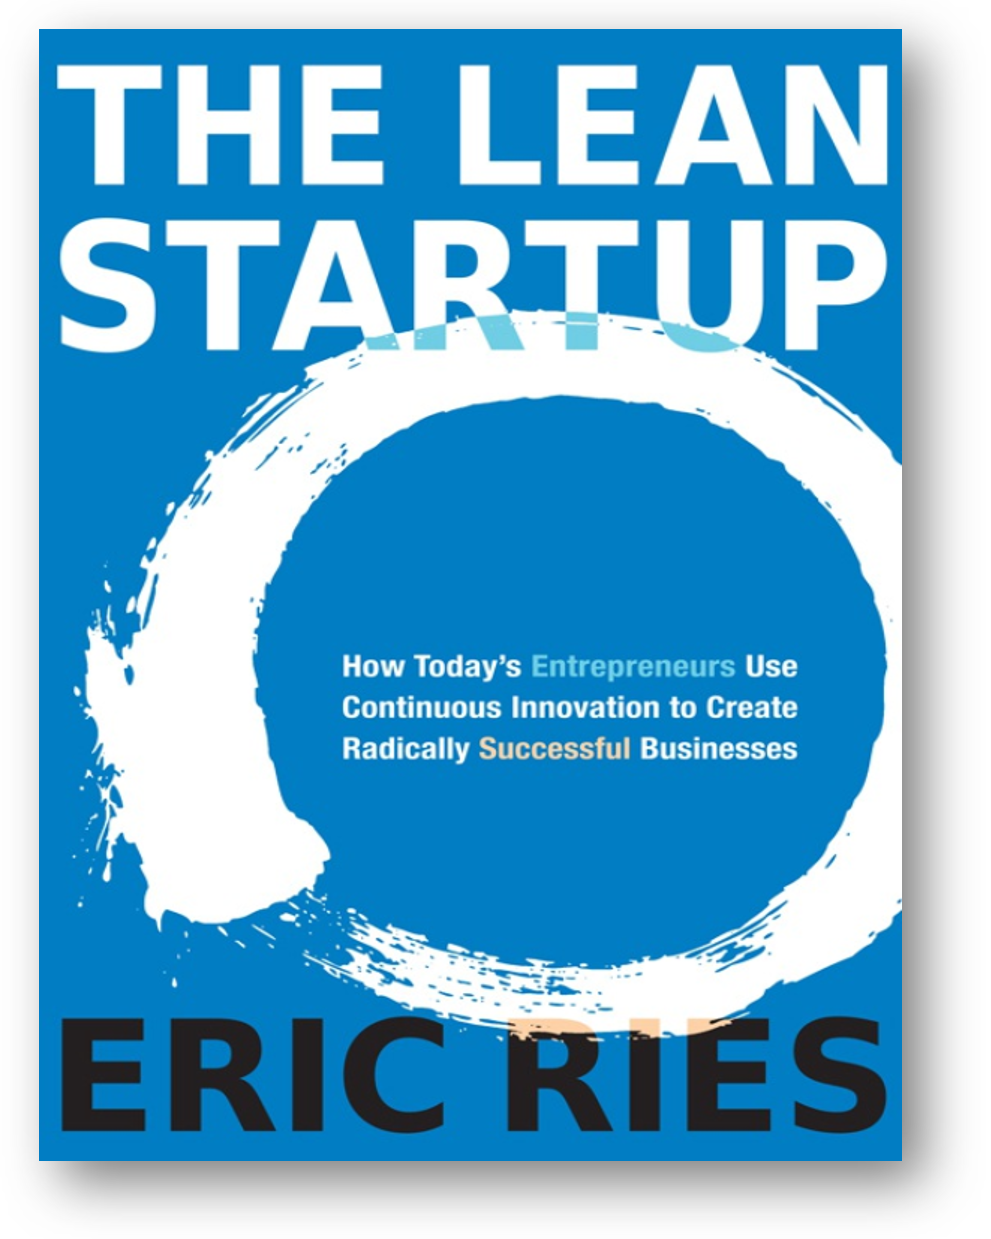 THE LEAN
STARTUP
How Today’s Entrepreneurs Use
Continuous Innovation to Create
Radically Successful Businesses
ERIC RIES